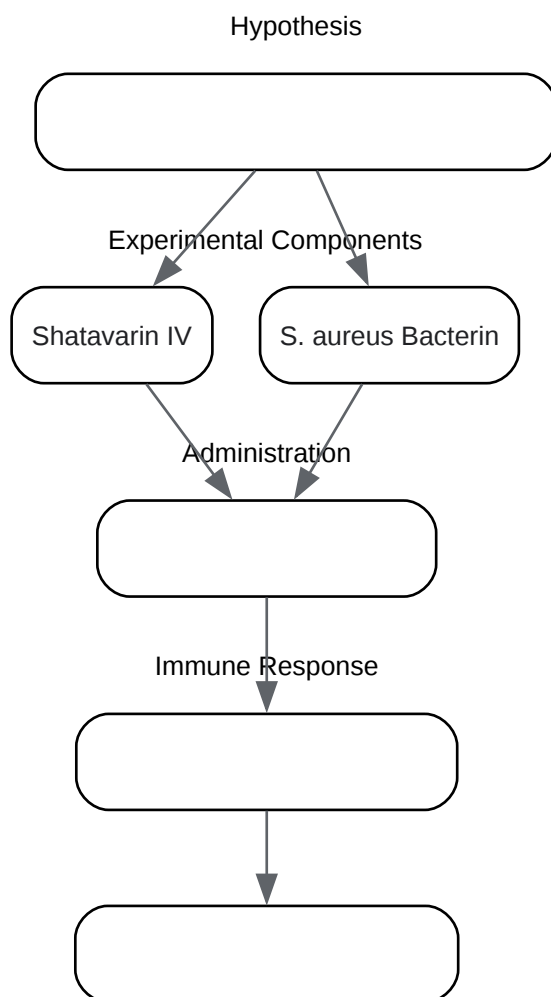 Hypothesis
Experimental Components
Shatavarin IV
S. aureus Bacterin
Administration
Immune Response